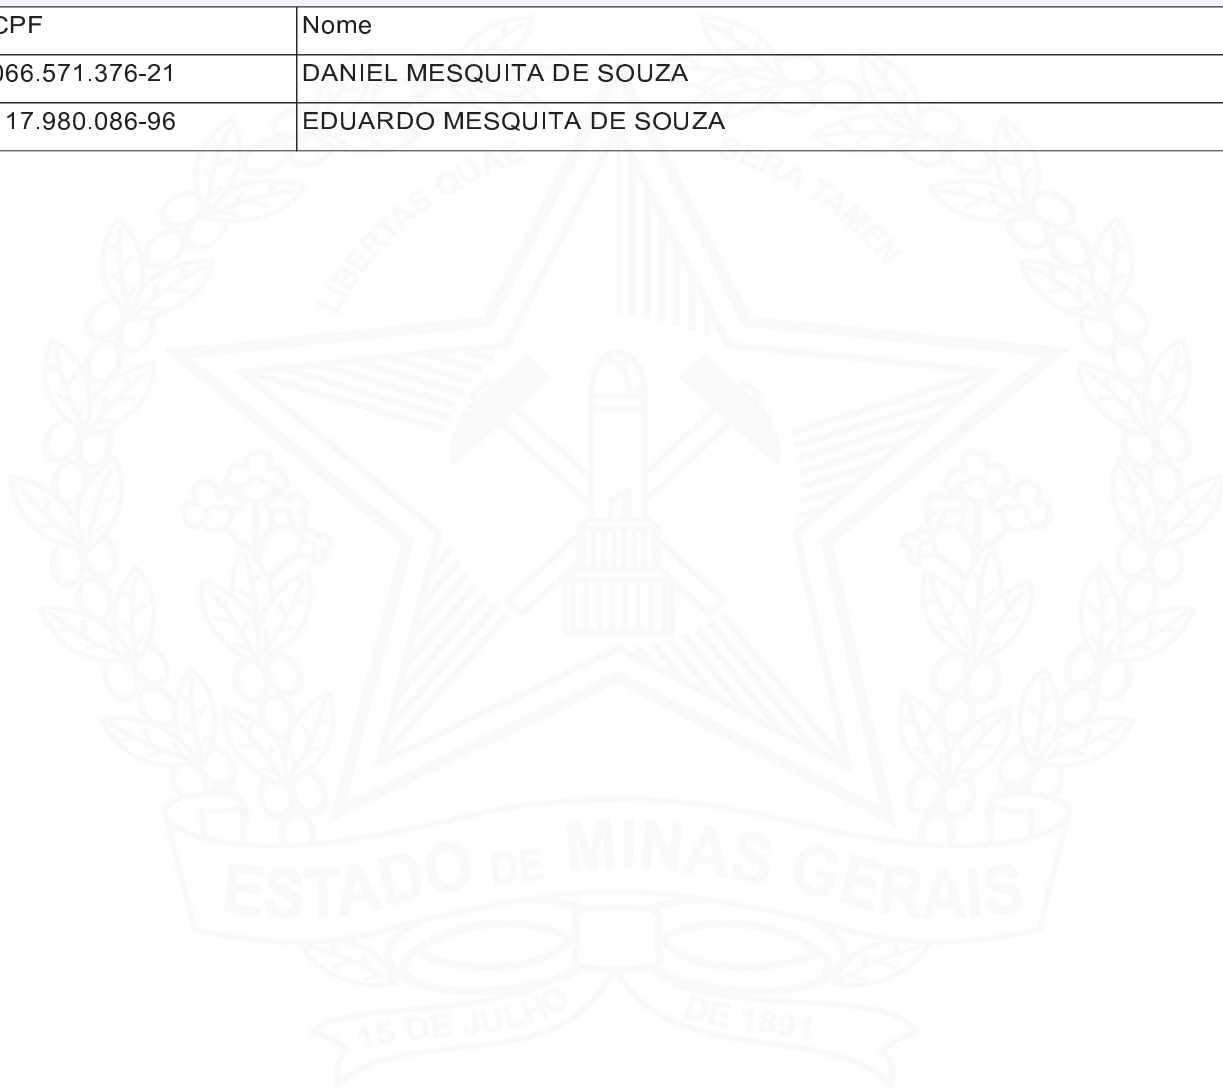 CPF Nome
066.571.376-21 DANIEL MESQUITA DE SOUZA
17.980.086-96 EDUARDO MESQUITA DE SOUZA
LIBERTAS QUAE SERA TAMEN
ESTADO DE MINAS GERAIS
15 DE JULHO DE 1891